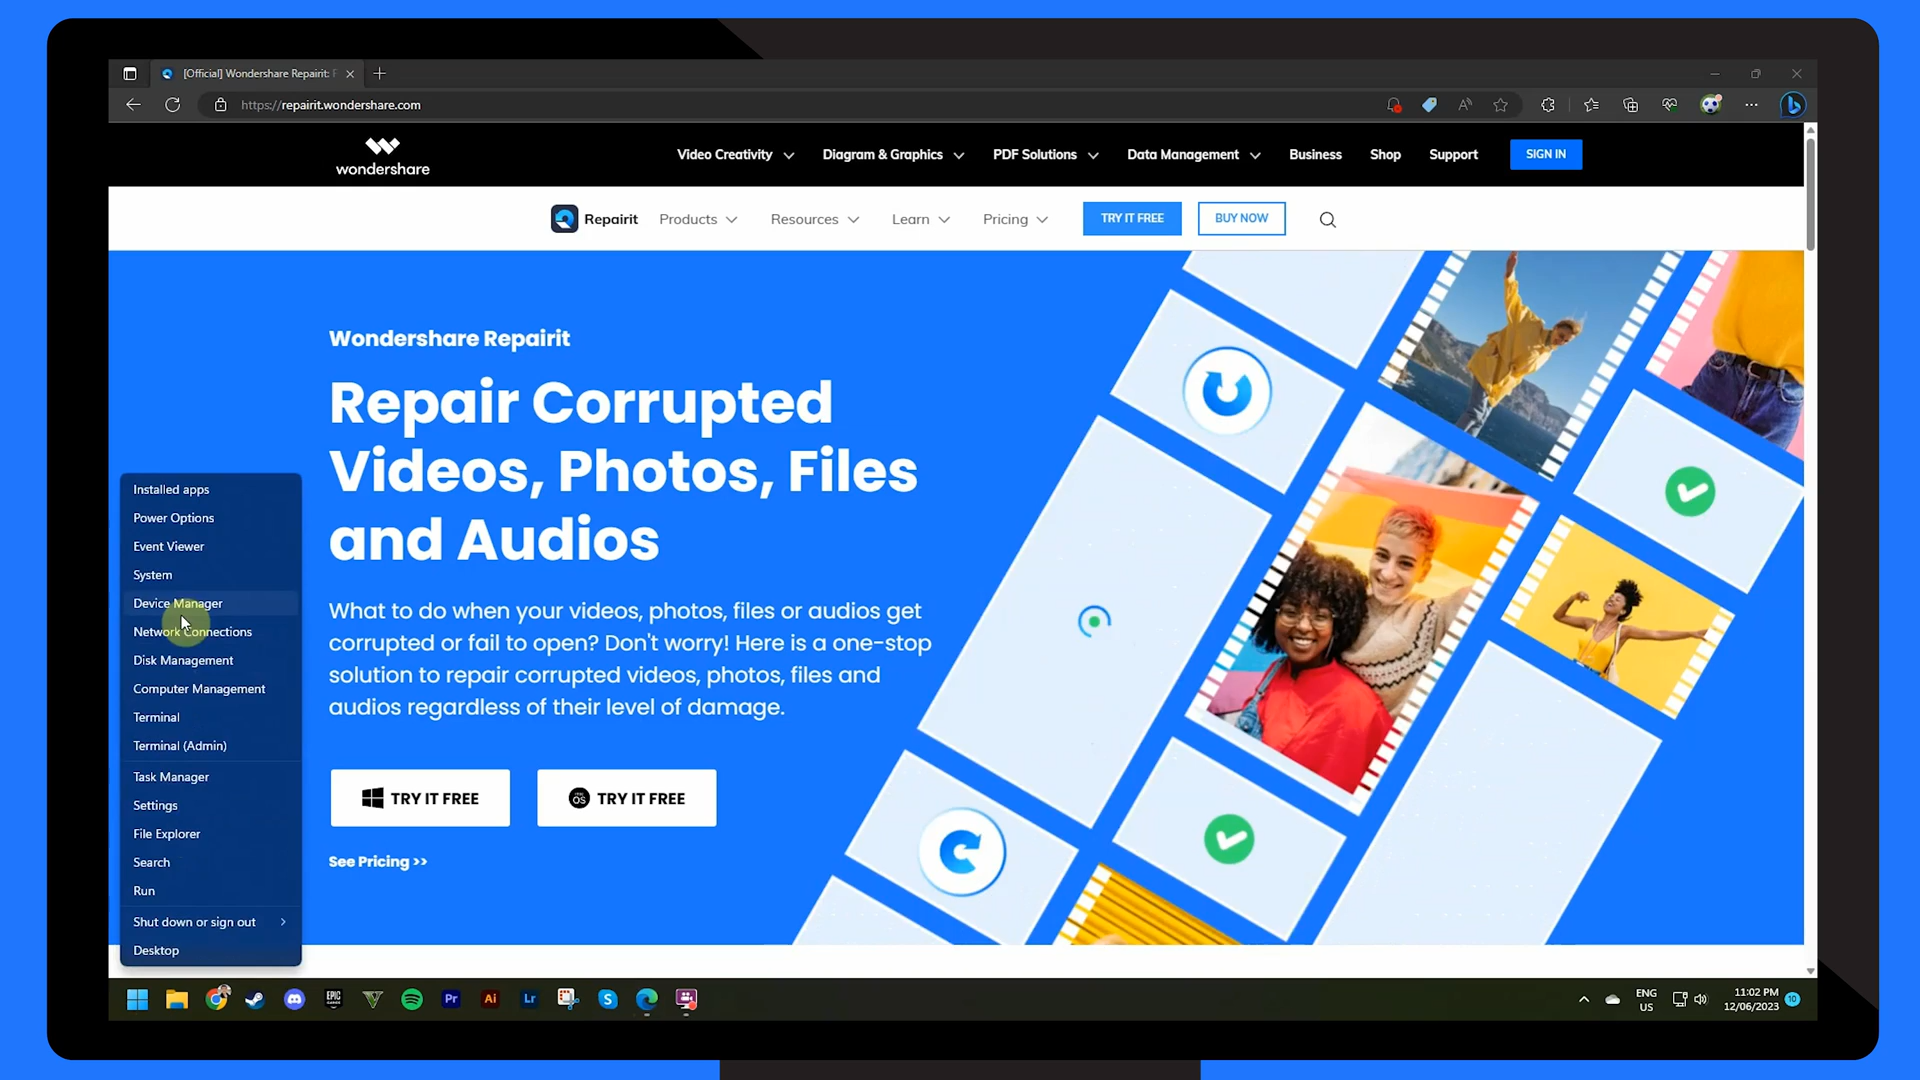 [Official] Wondershare Repairit:
https://repairit.wondershare.com
wondershare
Video Creativity
Diagram & Graphics
PDF Solutions
Data Management
Business
Shop
Support
SIGN IN
Repairit
Products
Resources
Learn
Pricing
TRY IT FREE
BUY NOW
Wondershare Repairit
Repair Corrupted
Videos, Photos, Files
and Audios
What to do when your videos, photos, files or audios get
corrupted or fail to open? Don't worry! Here is a one-stop
solution to repair corrupted videos, photos, files and
audios regardless of their level of damage.
TRY IT FREE
TRY IT FREE
See Pricing >>
Installed apps
Power Options
Event Viewer
System
Device Manager
Network Connections
Disk Management
Computer Management
Terminal
Terminal (Admin)
Task Manager
Settings
File Explorer
Search
Run
Shut down or sign out
Desktop
EPIC
Pr
Ai
Lr
ENG
US
11:02 PM
12/06/2023
10